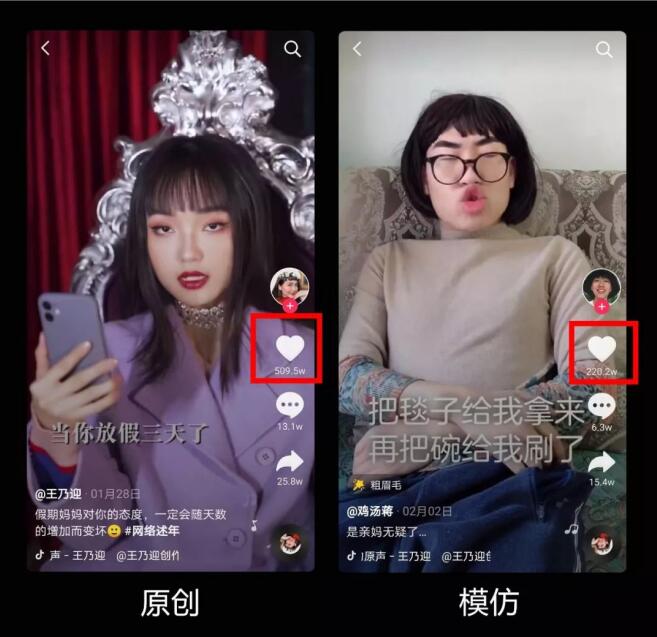 509.5w
13.1w
25.8w
当你放假三天了
@王乃迎 · 01月28日
假期妈妈对你的态度，一定会随天数
的增加而变坏🙂 #网络述年
声 - 王乃迎 @王乃迎创作
原创
220.2w
6.3w
15.4w
把毯子给我拿来
再把碗给我刷了
粗眉毛
@鸡汤蒋 · 02月02日
是亲妈无疑了...
原声 - 王乃迎 @王乃迎创
模仿